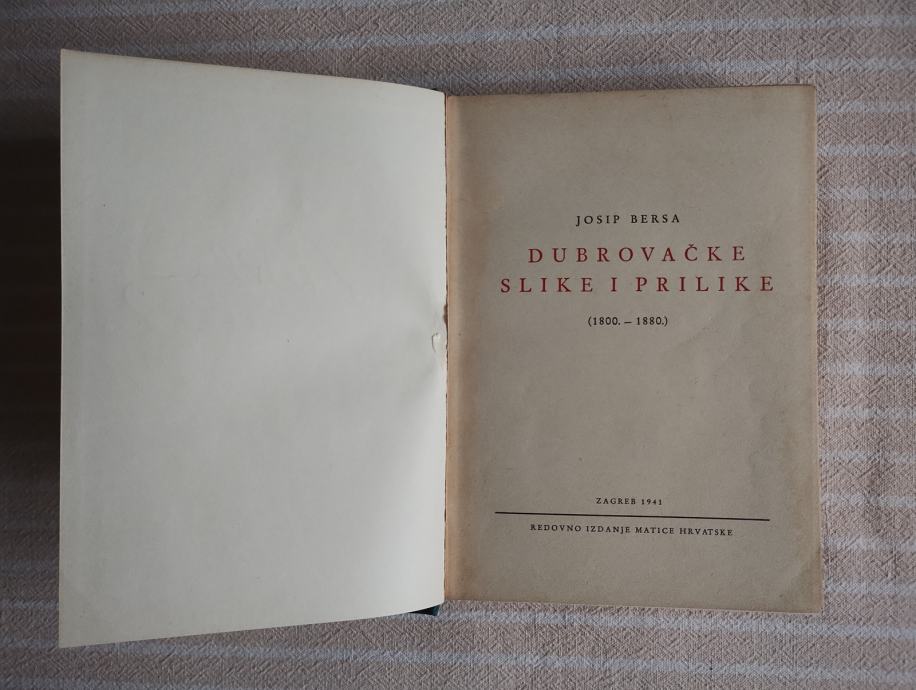 JOSIP BERSA
DUBROVAČKE
SLIKE I PRILIKE
(1800. – 1880.)
ZAGREB 1941
REDOVNO IZDANJE MATICE HRVATSKE